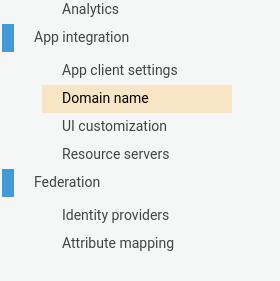 Analytics
App integration
App client settings
Domain name
UI customization
Resource servers
Federation
Identity providers
Attribute mapping